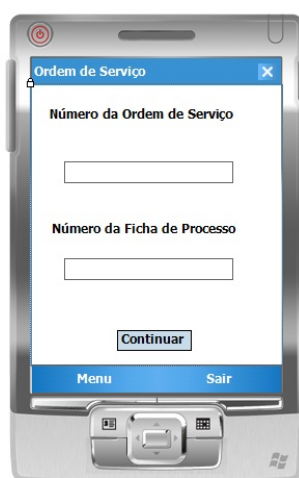 Ordem de Serviço
Número da Ordem de Serviço
Número da Ficha de Processo
Continuar
Menu Sair